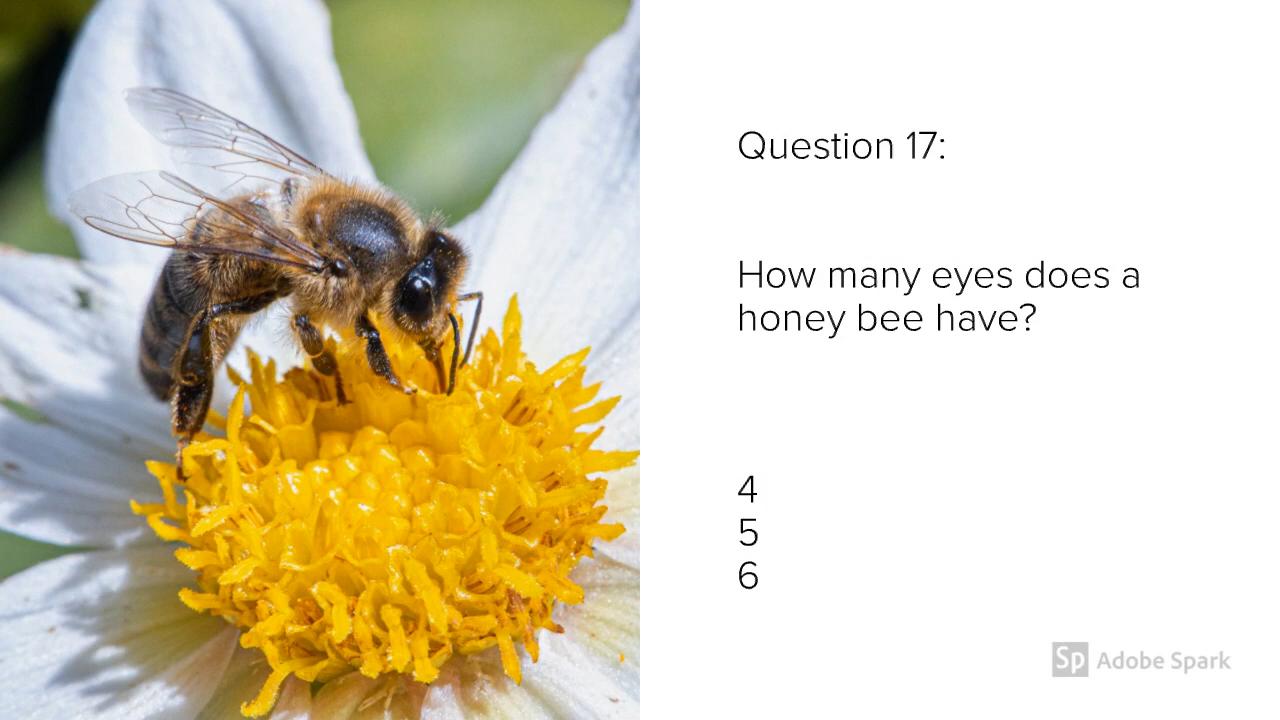 Question 17:
How many eyes does a
honey bee have?
4
5
6
Sp Adobe Spark